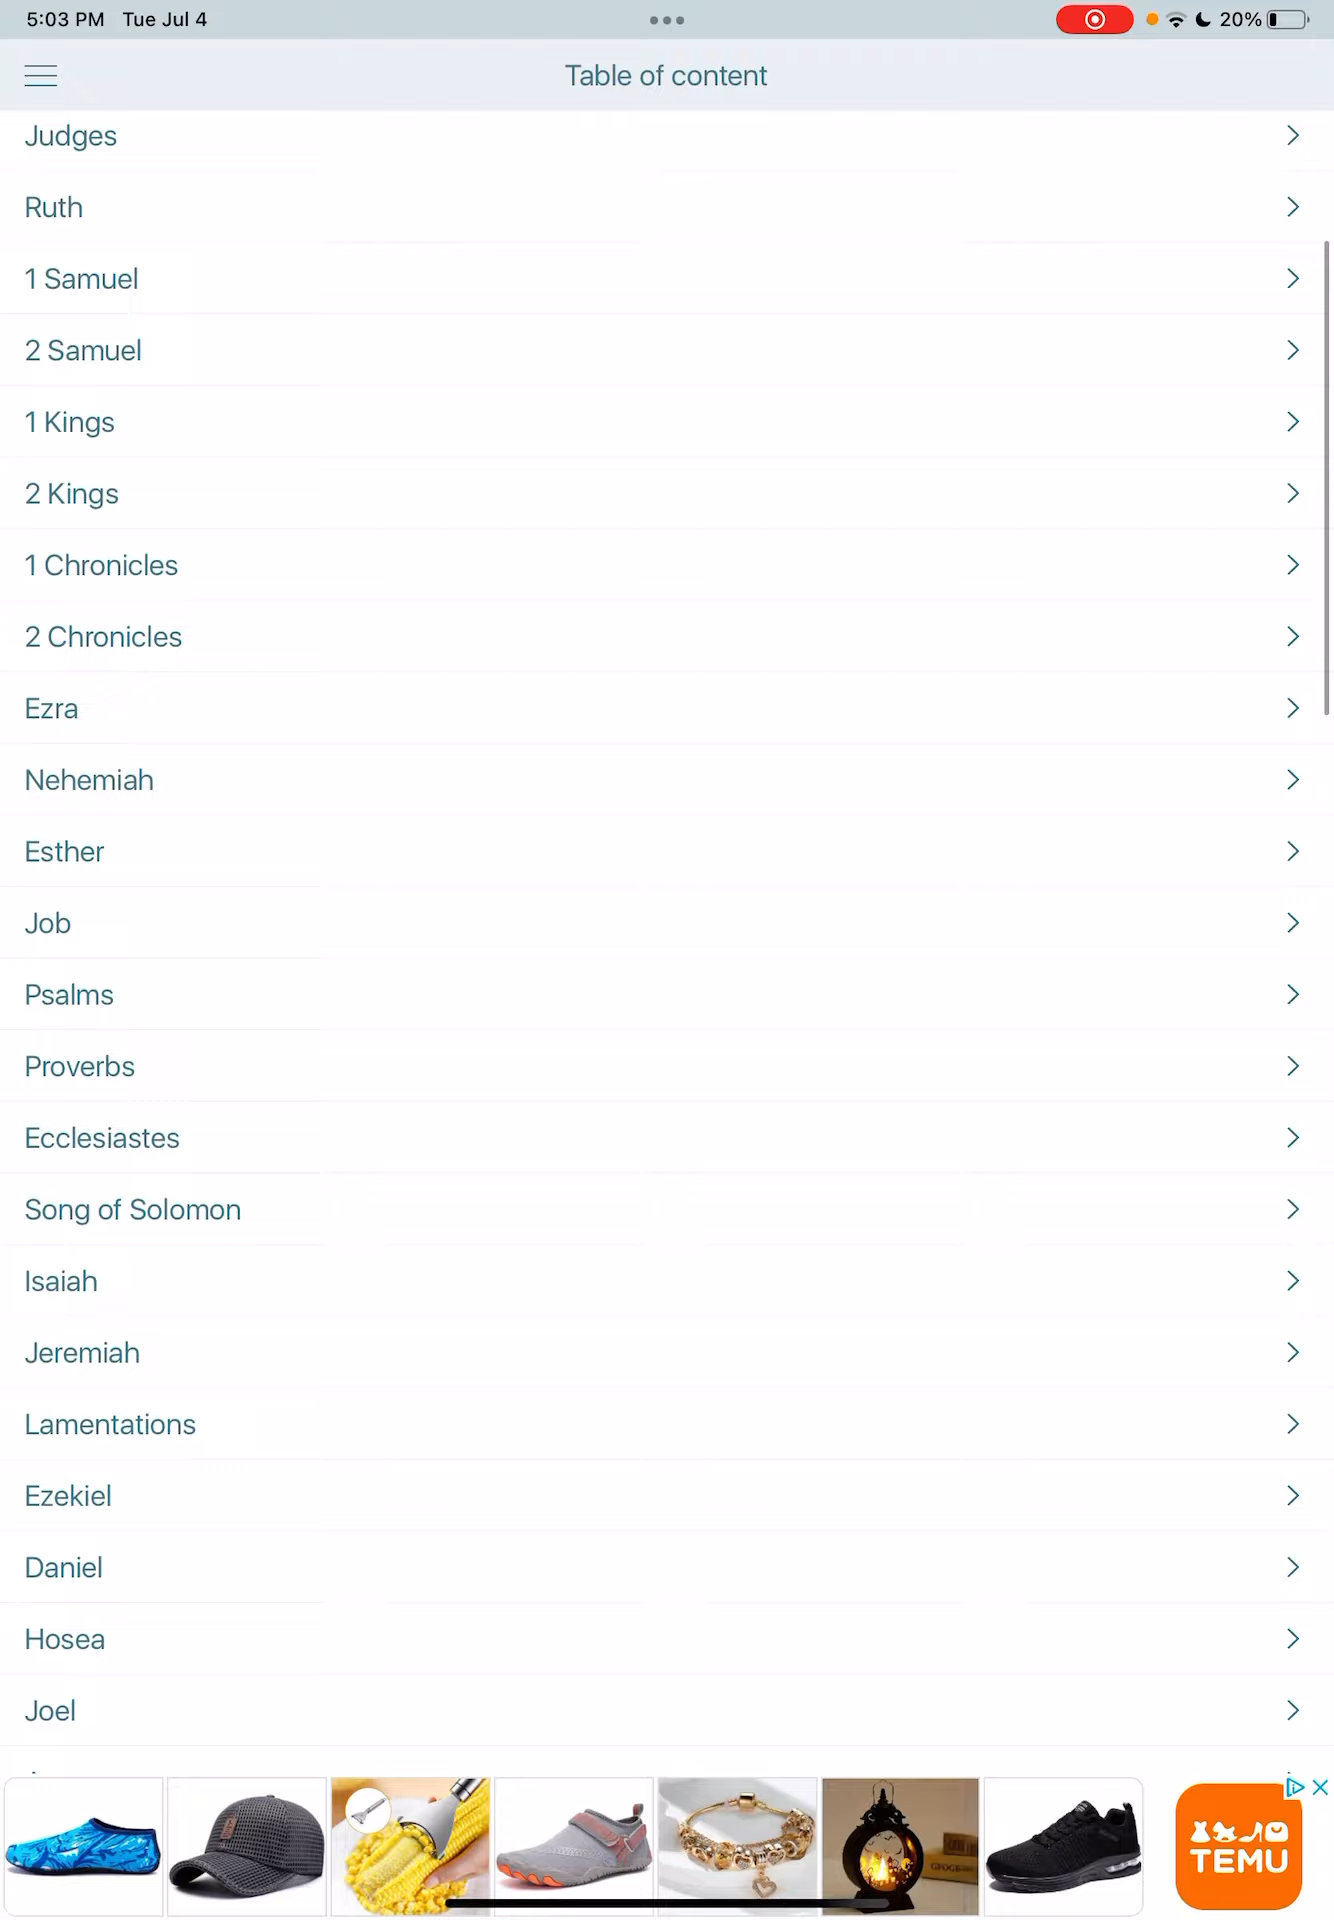 5:03 PM Tue Jul 4
20%
Table of content
Judges
Ruth
1 Samuel
2 Samuel
1 Kings
2 Kings
1 Chronicles
2 Chronicles
Ezra
Nehemiah
Esther
Job
Psalms
Proverbs
Ecclesiastes
Song of Solomon
Isaiah
Jeremiah
Lamentations
Ezekiel
Daniel
Hosea
Joel
TEMU